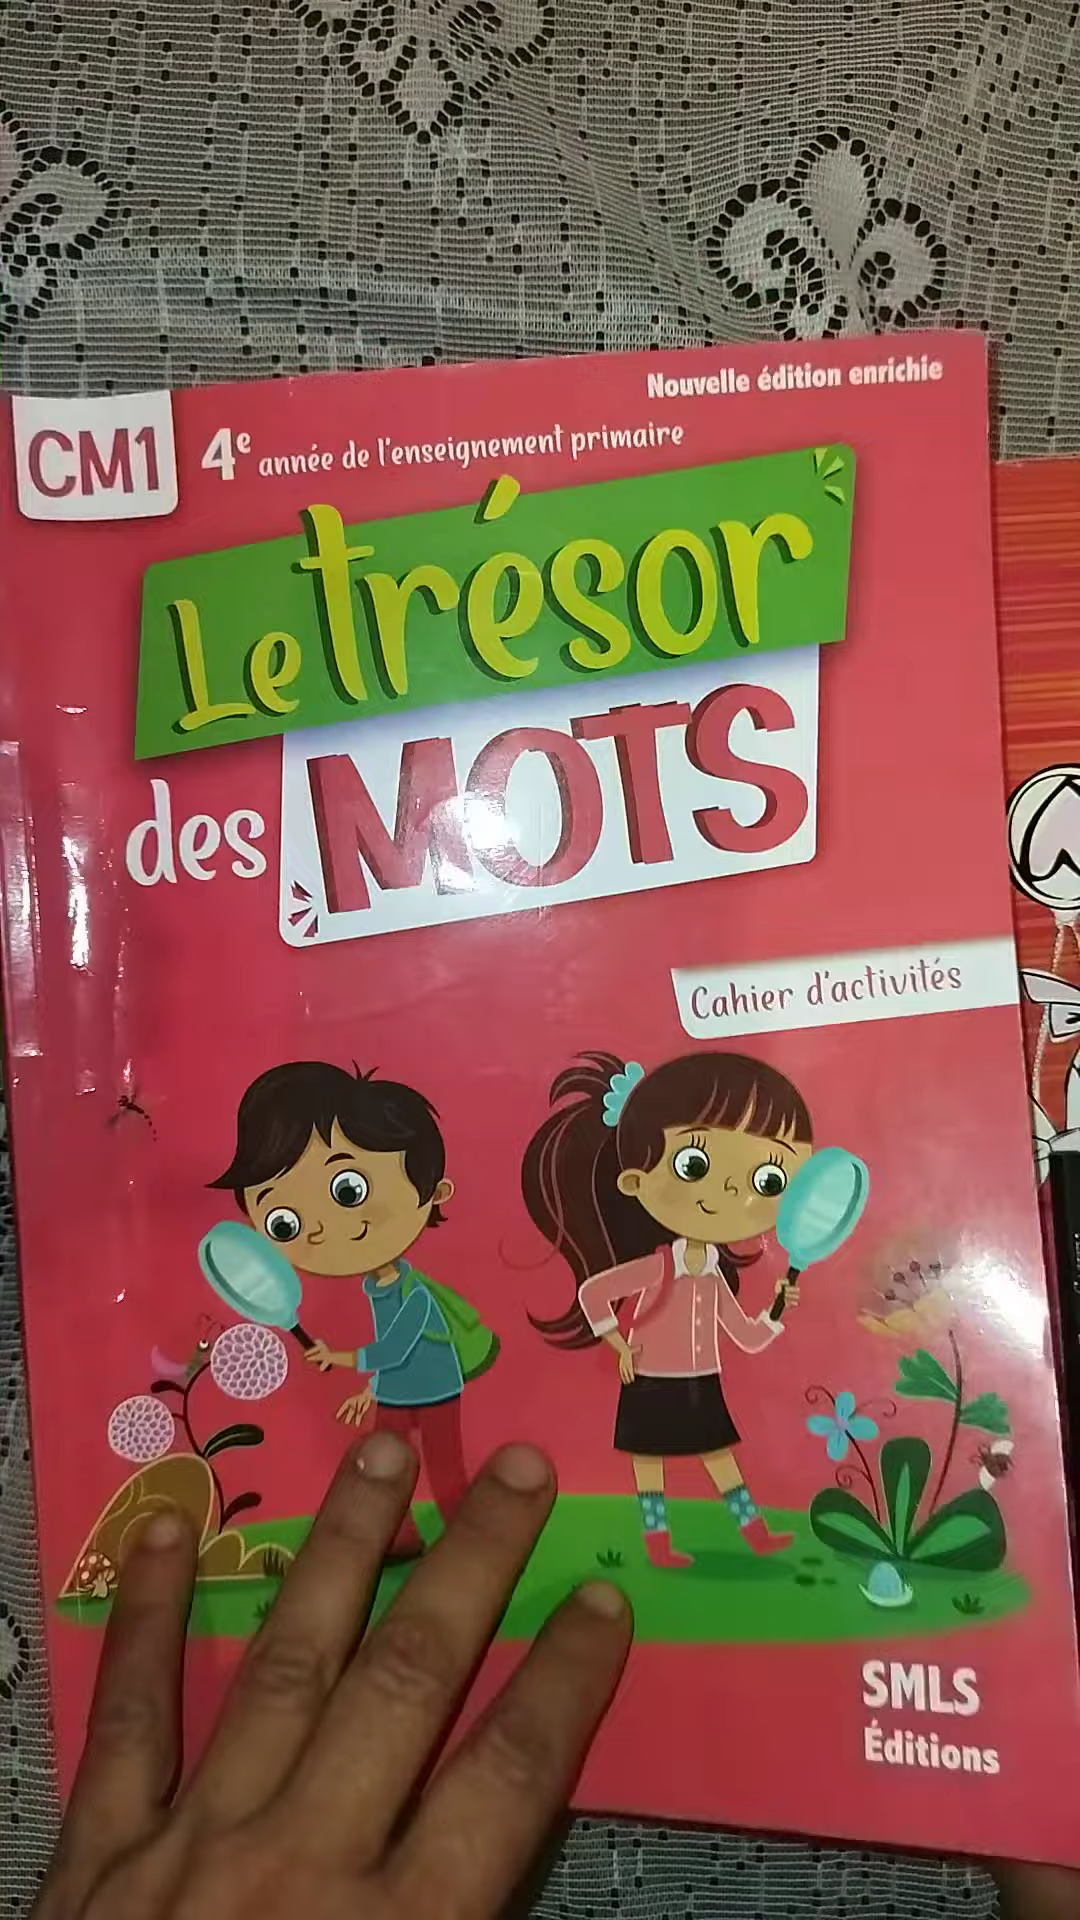 Nouvelle édition enrichie
CM1
4e année de l'enseignement primaire
Le trésor
des MOTS
Cahier d'activités
SMLS
Éditions